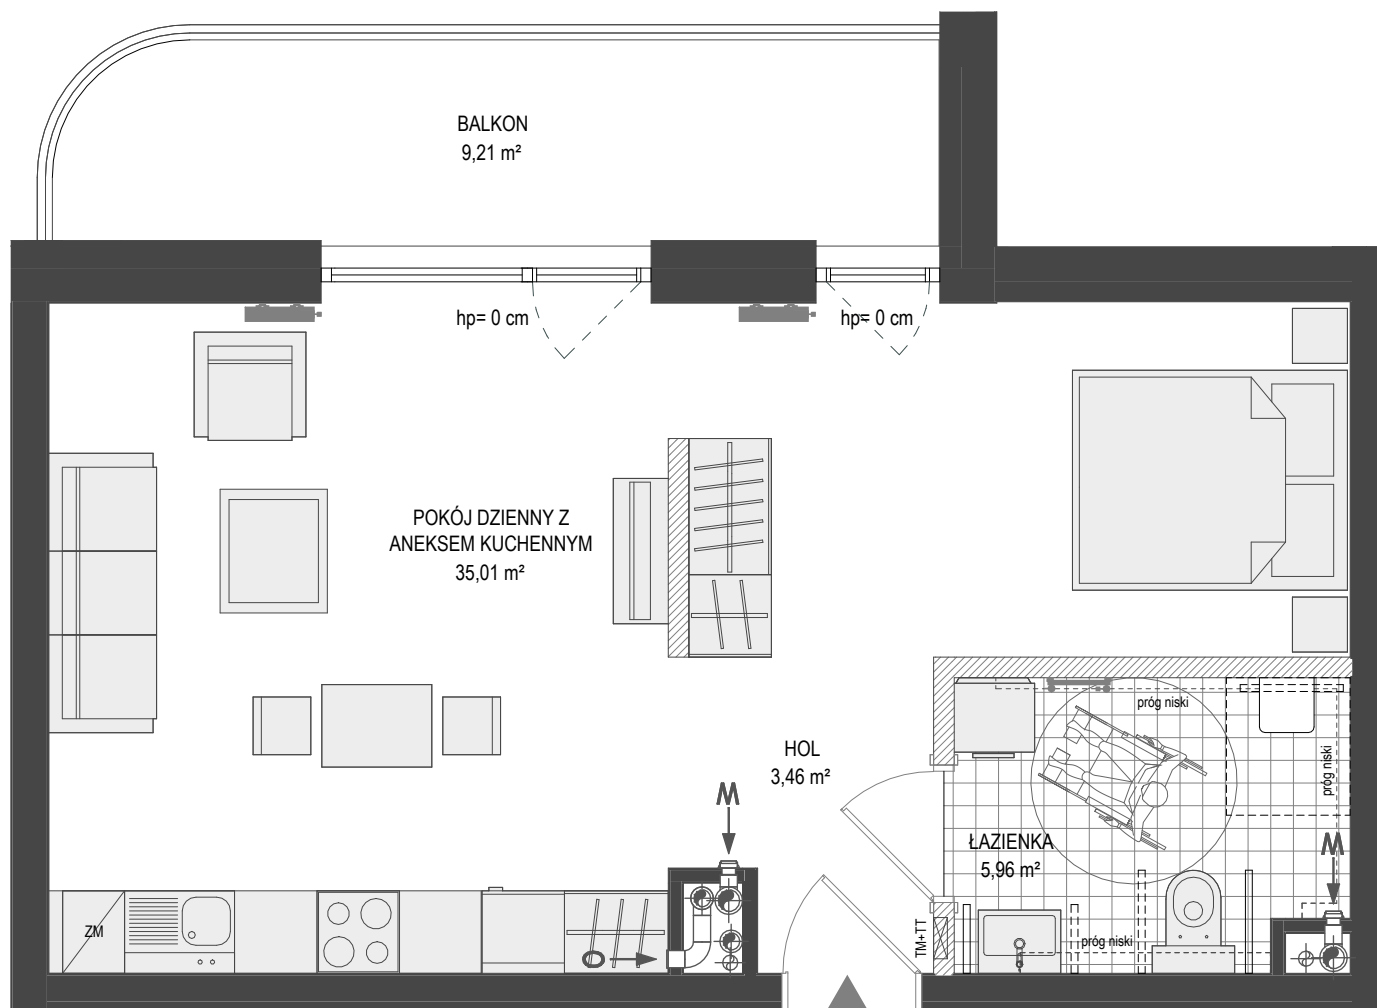 BALKON
9,21 m²
hp= 0 cm
hp= 0 cm
POKÓJ DZIENNY Z
ANEKSEM KUCHENNYM
35,01 m²
próg niski
HOL
3,46 m²
próg niski
M
M
ŁAZIENKA
5,96 m²
ZM
TM+TT
próg niski